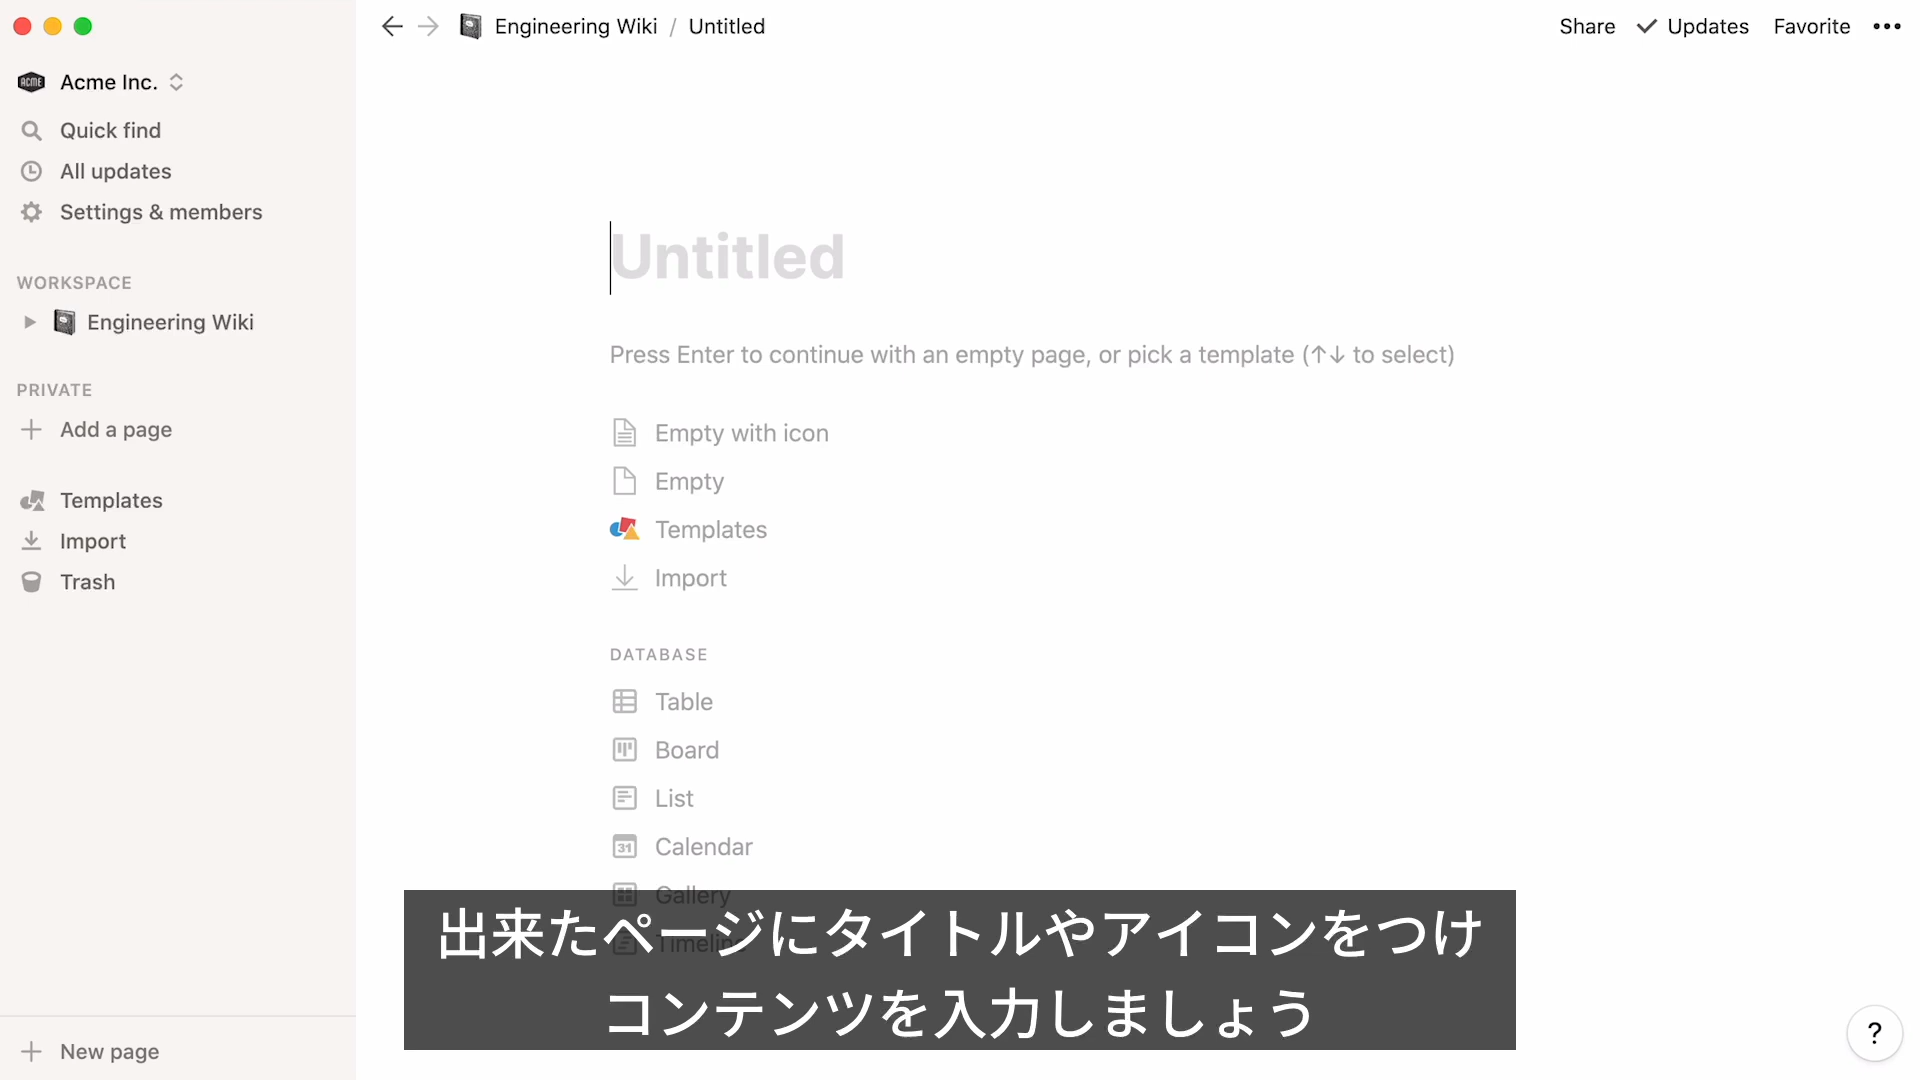 Engineering Wiki / Untitled
Share Updates Favorite
ACME Acme Inc.
Quick find
All updates
Settings & members
WORKSPACE
Engineering Wiki
PRIVATE
Add a page
Templates
Import
Trash
New page
Untitled
Press Enter to continue with an empty page, or pick a template (↑↓ to select)
Empty with icon
Empty
Templates
Import
DATABASE
Table
Board
List
31 Calendar
Gallery
Timeline
出来たページにタイトルやアイコンをつけ
コンテンツを入力しましょう
?